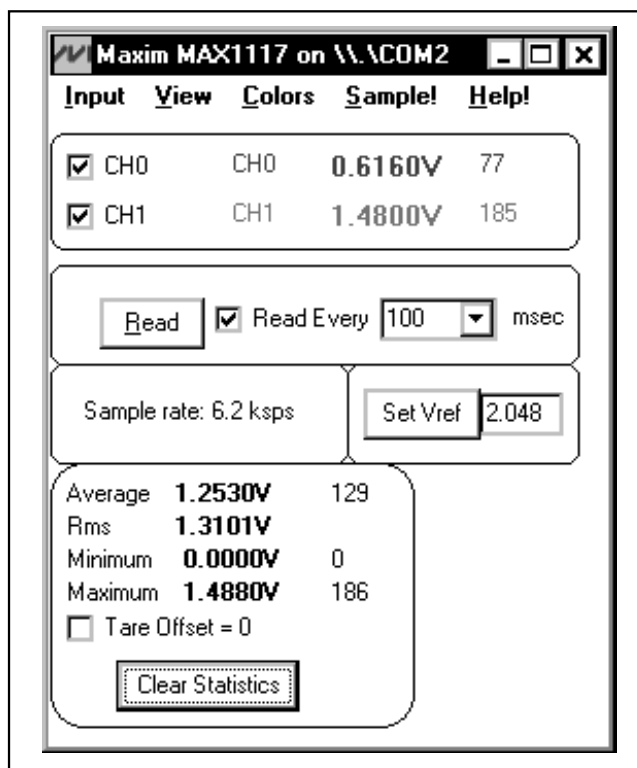 Maxim MAX1117 on \\.\COM2
Input View Colors Sample! Help!
CH0 CH0 0.6160V 77
CH1 CH1 1.4800V 185
Read Read Every 100 msec
Sample rate: 6.2 ksps Set Vref 2.048
Average 1.2530V 129
Rms 1.3101V
Minimum 0.0000V 0
Maximum 1.4880V 186
Tare Offset = 0
Clear Statistics